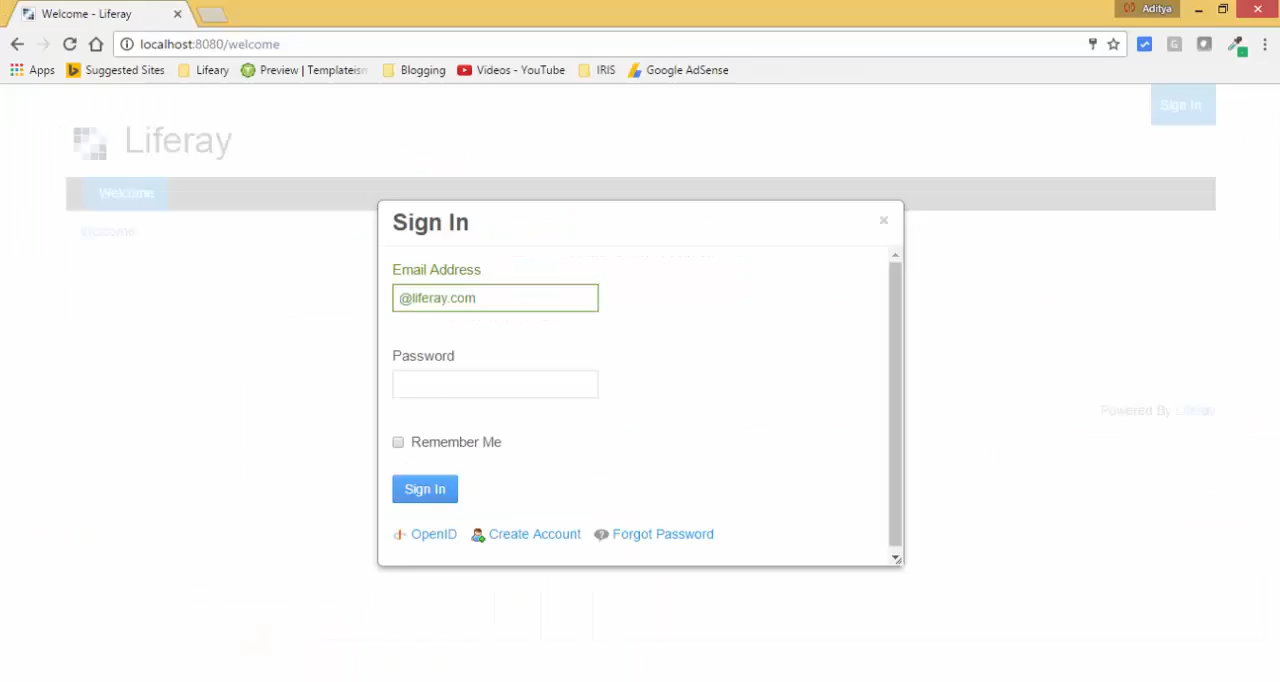 Welcome - Liferay
Aditya
localhost:8080/welcome
Apps Suggested Sites Lifeary Preview | Templateism Blogging Videos - YouTube IRIS Google AdSense
Sign In
Liferay
Welcome
Welcome
Sign In
Email Address
@liferay.com
Password
Remember Me
Sign In
OpenID Create Account Forgot Password
Powered By Liferay